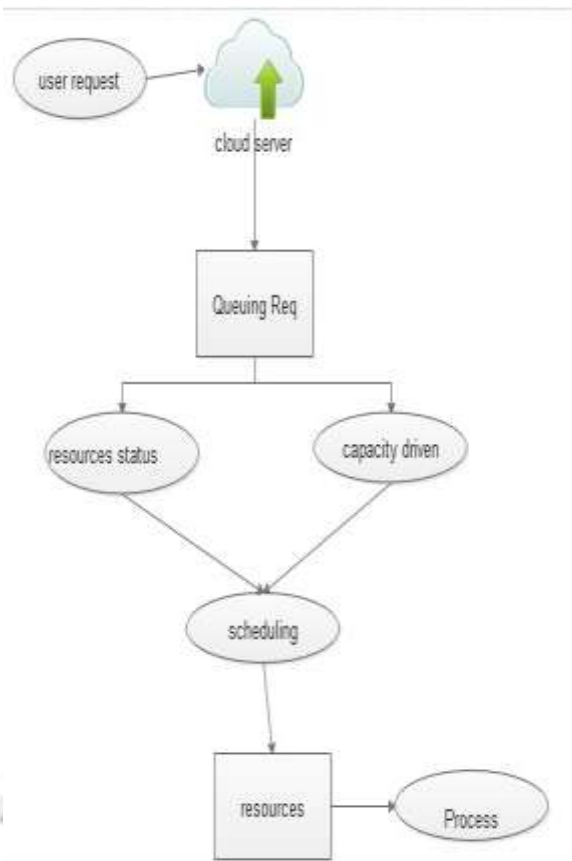 user request
cloud server
Queuing Req
resources status
capacity driven
scheduling
resources
Process